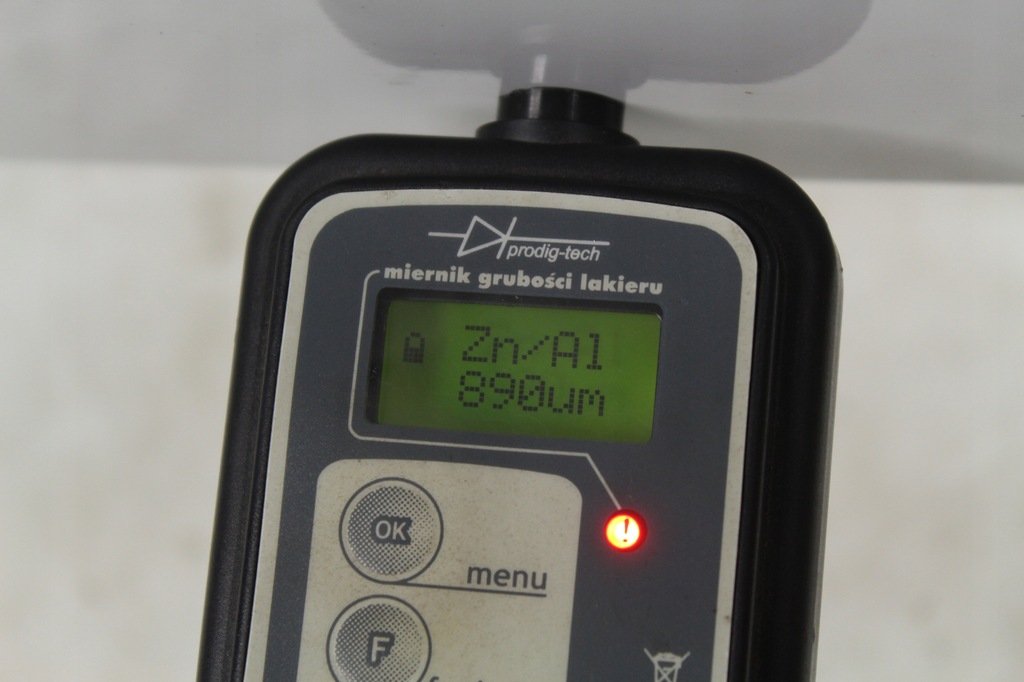 prodig-tech
miernik grubości lakieru
Zn/Al
890um
!
OK
menu
F